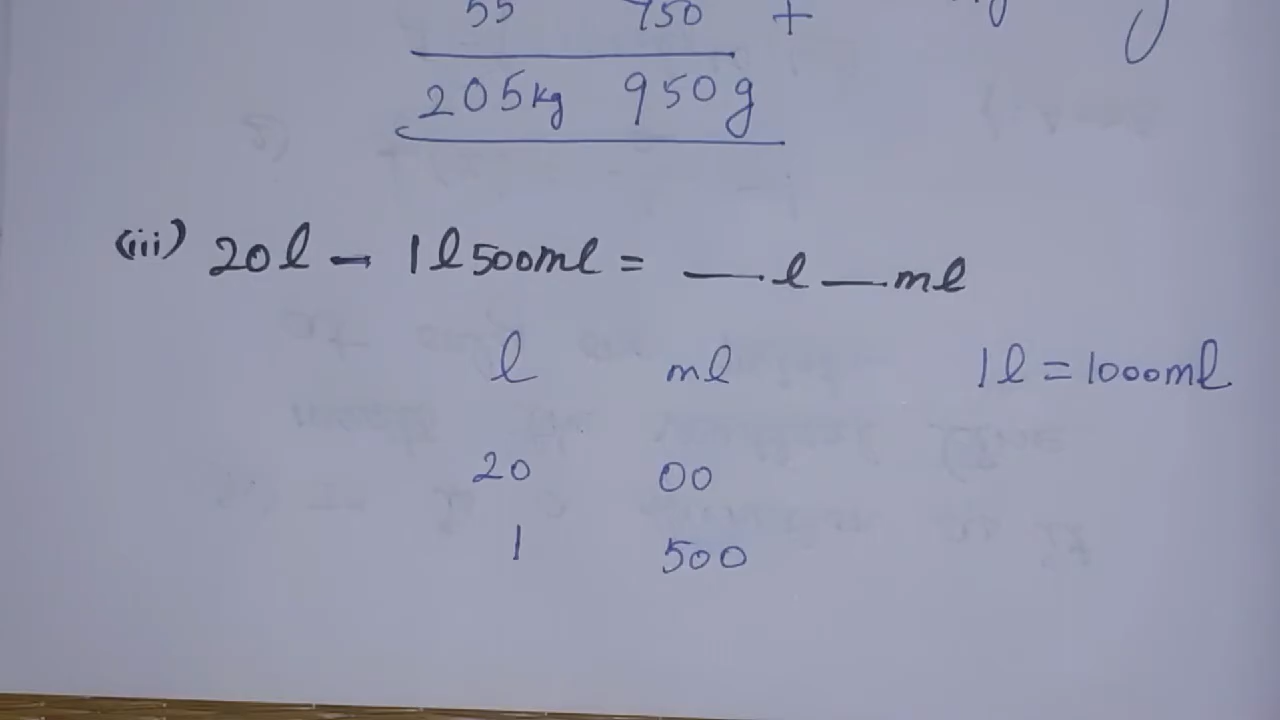 55 750 +
205kg 950g
(iii) 20l - 1l 500ml = __l __ml
l ml 1l = 1000ml
20 00
1 500